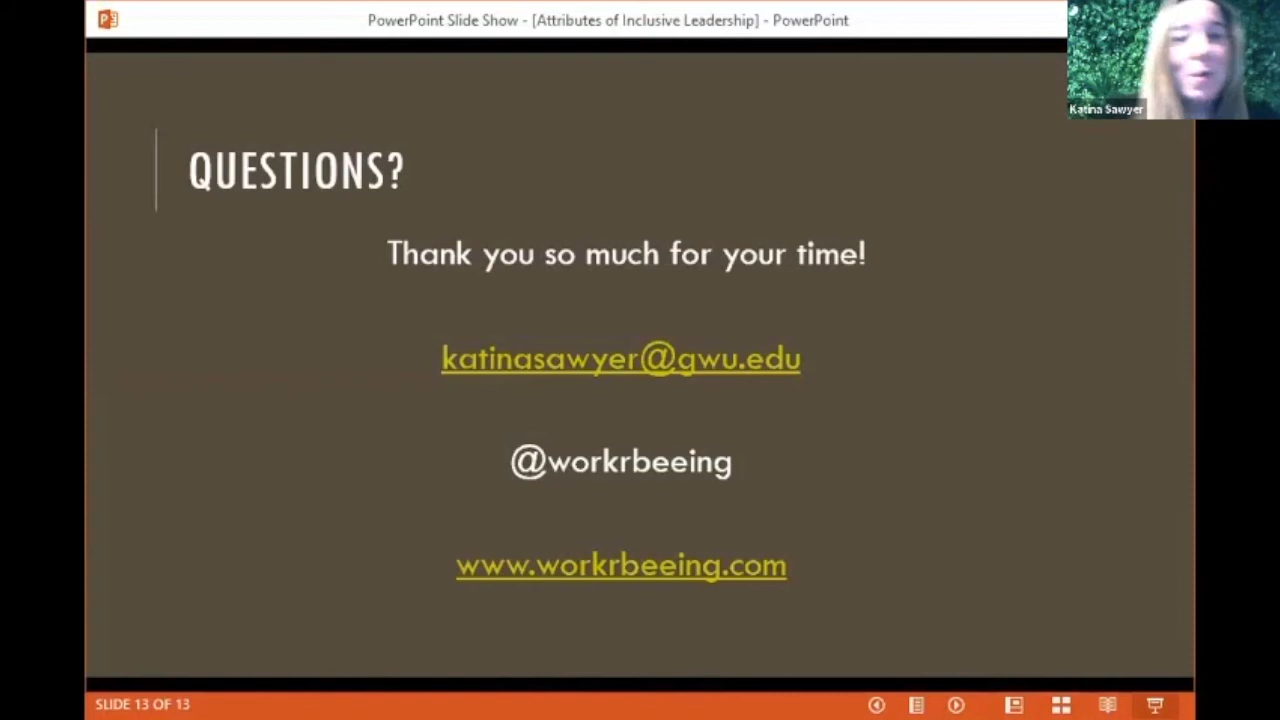 PowerPoint Slide Show - [Attributes of Inclusive Leadership] - PowerPoint
Katina Sawyer
QUESTIONS?
Thank you so much for your time!
katinasawyer@gwu.edu
@workrbeeing
www.workrbeeing.com
SLIDE 13 OF 13